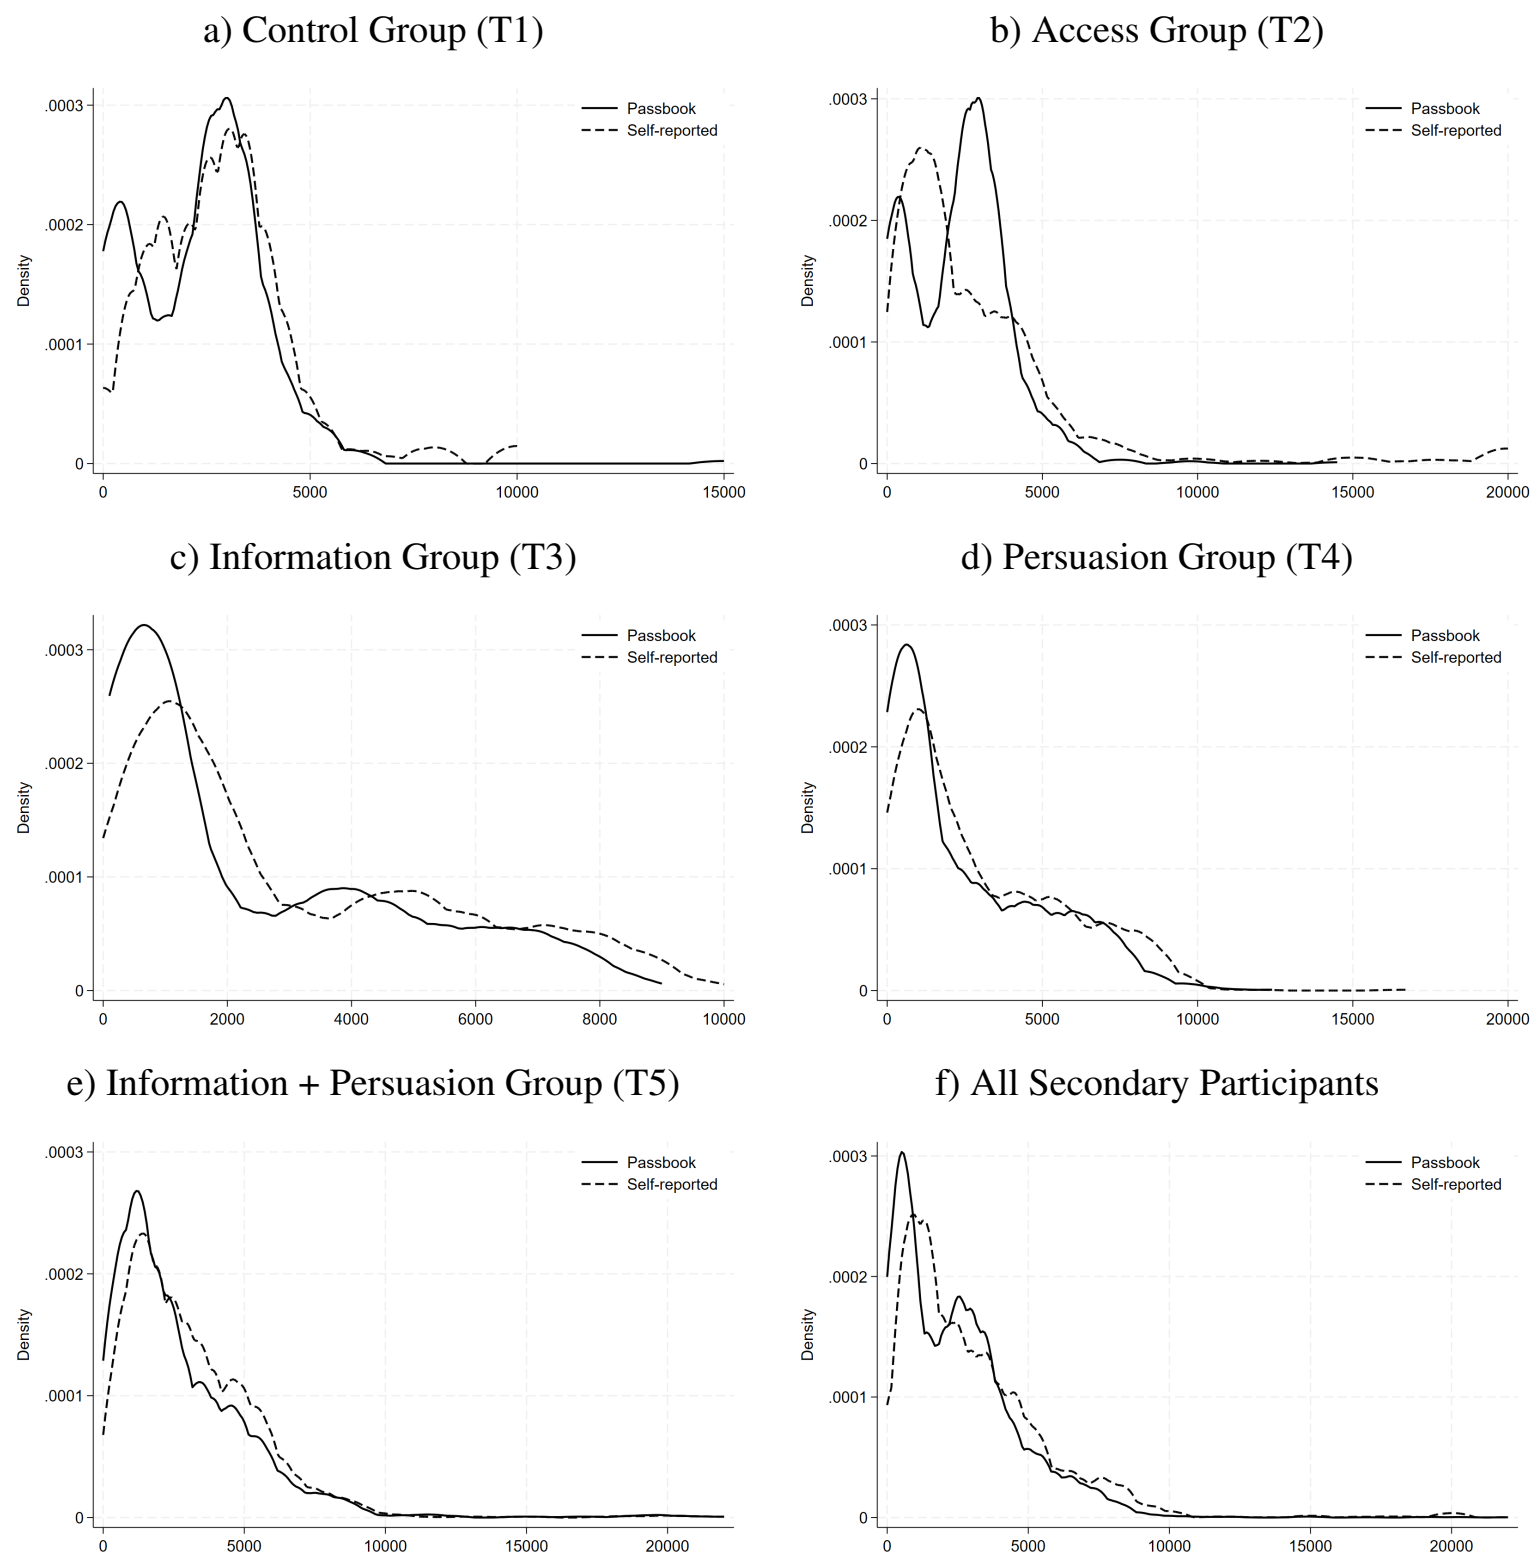 a) Control Group (T1)
.0003
.0002
.0001
0
Density
0 5000 10000 15000
Passbook
Self-reported
b) Access Group (T2)
.0003
.0002
.0001
0
Density
0 5000 10000 15000 20000
Passbook
Self-reported
c) Information Group (T3)
.0003
.0002
.0001
0
Density
0 2000 4000 6000 8000 10000
Passbook
Self-reported
d) Persuasion Group (T4)
.0003
.0002
.0001
0
Density
0 5000 10000 15000 20000
Passbook
Self-reported
e) Information + Persuasion Group (T5)
.0003
.0002
.0001
0
Density
0 5000 10000 15000 20000
Passbook
Self-reported
f) All Secondary Participants
.0003
.0002
.0001
0
Density
0 5000 10000 15000 20000
Passbook
Self-reported